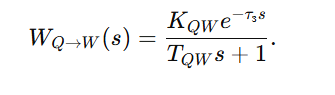 W_{Q→W}(s) = \frac{K_{QW} e^{-τ_3 s}}{T_{QW} s + 1}.